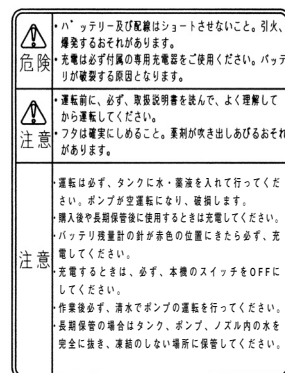 危険
・バッテリー及び配線はショートさせないこと。引火、
爆発するおそれがあります。
・充電は必ず付属の専用充電器をご使用ください。バッテ
リが破裂する原因となります。
注意
・運転前に、必ず、取扱説明書を読んで、よく理解して
から運転してください。
・フタは確実にしめること。薬剤が吹き出しあびるおそれ
があります。
注意
・運転は必ず、タンクに水・薬液を入れて行ってくだ
さい。ポンプが空運転になり、破損します。
・購入後や長期保管後に使用するときは充電してください。
・バッテリ残量計の針が赤色の位置にきたら必ず、充
電してください。
・充電するときは、必ず、本機のスイッチをOFFに
してください。
・作業後必ず、清水でポンプの運転を行ってください。
・長期保管の場合はタンク、ポンプ、ノズル内の水を
完全に抜き、凍結のしない場所に保管してください。